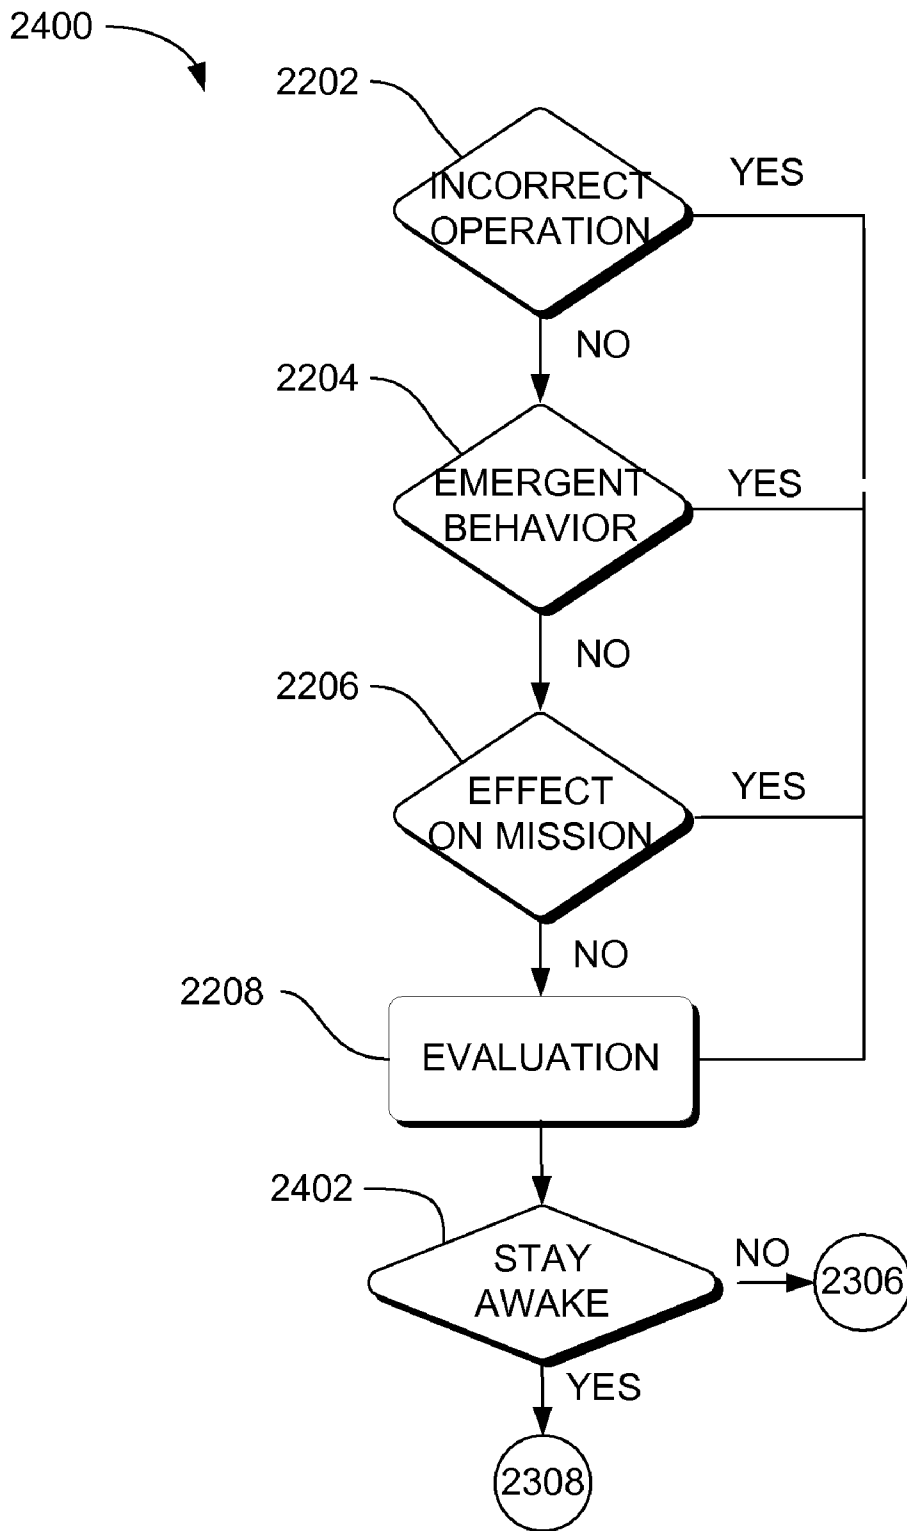 2400
2202
INCORRECT
OPERATION
YES
NO
2204
EMERGENT
BEHAVIOR
YES
NO
2206
EFFECT
ON MISSION
YES
NO
2208
EVALUATION
2402
STAY
AWAKE
NO
2306
YES
2308